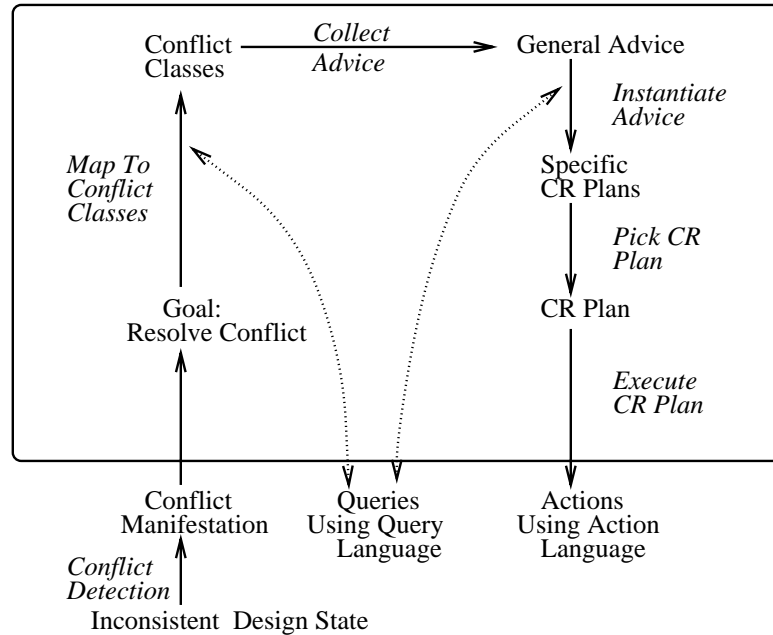 Conflict
Classes
Collect
Advice
General Advice
Instantiate
Advice
Map To
Conflict
Classes
Specific
CR Plans
Pick CR
Plan
Goal:
Resolve Conflict
CR Plan
Execute
CR Plan
Conflict
Manifestation
Queries
Using Query
Language
Actions
Using Action
Language
Conflict
Detection
Inconsistent Design State